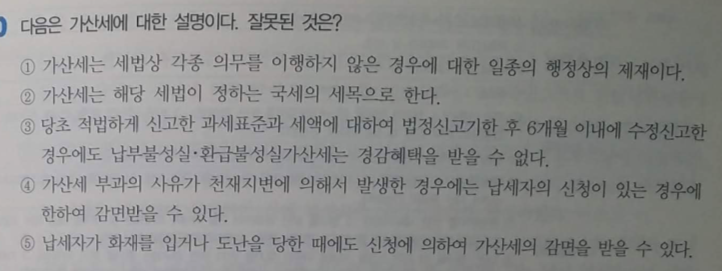 다음은 가산세에 대한 설명이다. 잘못된 것은?
① 가산세는 세법상 각종 의무를 이행하지 않은 경우에 대한 일종의 행정상의 제재이다.
② 가산세는 해당 세법이 정하는 국세의 세목으로 한다.
③ 당초 적법하게 신고한 과세표준과 세액에 대하여 법정신고기한 후 6개월 이내에 수정신고한
경우에도 납부불성실·환급불성실가산세는 경감혜택을 받을 수 없다.
④ 가산세 부과의 사유가 천재지변에 의해서 발생한 경우에는 납세자의 신청이 있는 경우에
한하여 감면받을 수 있다.
⑤ 납세자가 화재를 입거나 도난을 당한 때에도 신청에 의하여 가산세의 감면을 받을 수 있다.